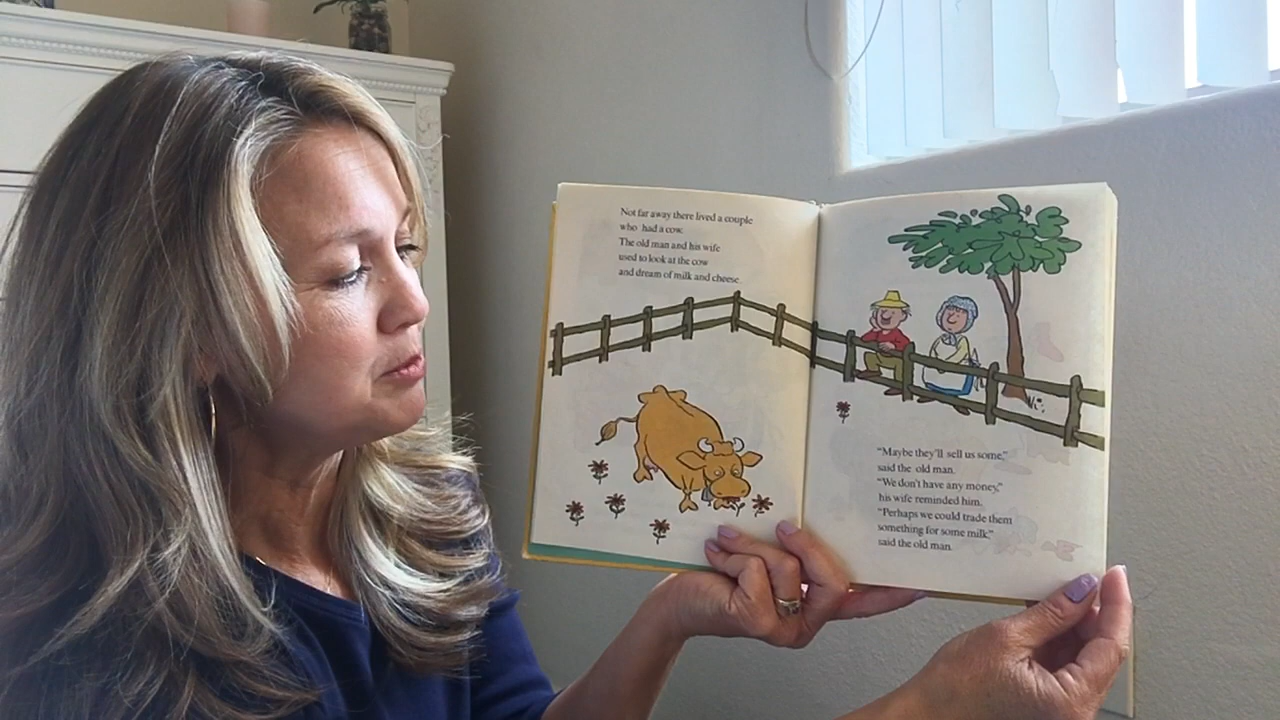 Not far away there lived a couple
who had a cow.
The old man and his wife
used to look at the cow
and dream of milk and cheese.
"Maybe they'll sell us some,"
said the old man.
"We don't have any money,"
his wife reminded him.
"Perhaps we could trade them
something for some milk,"
said the old man.